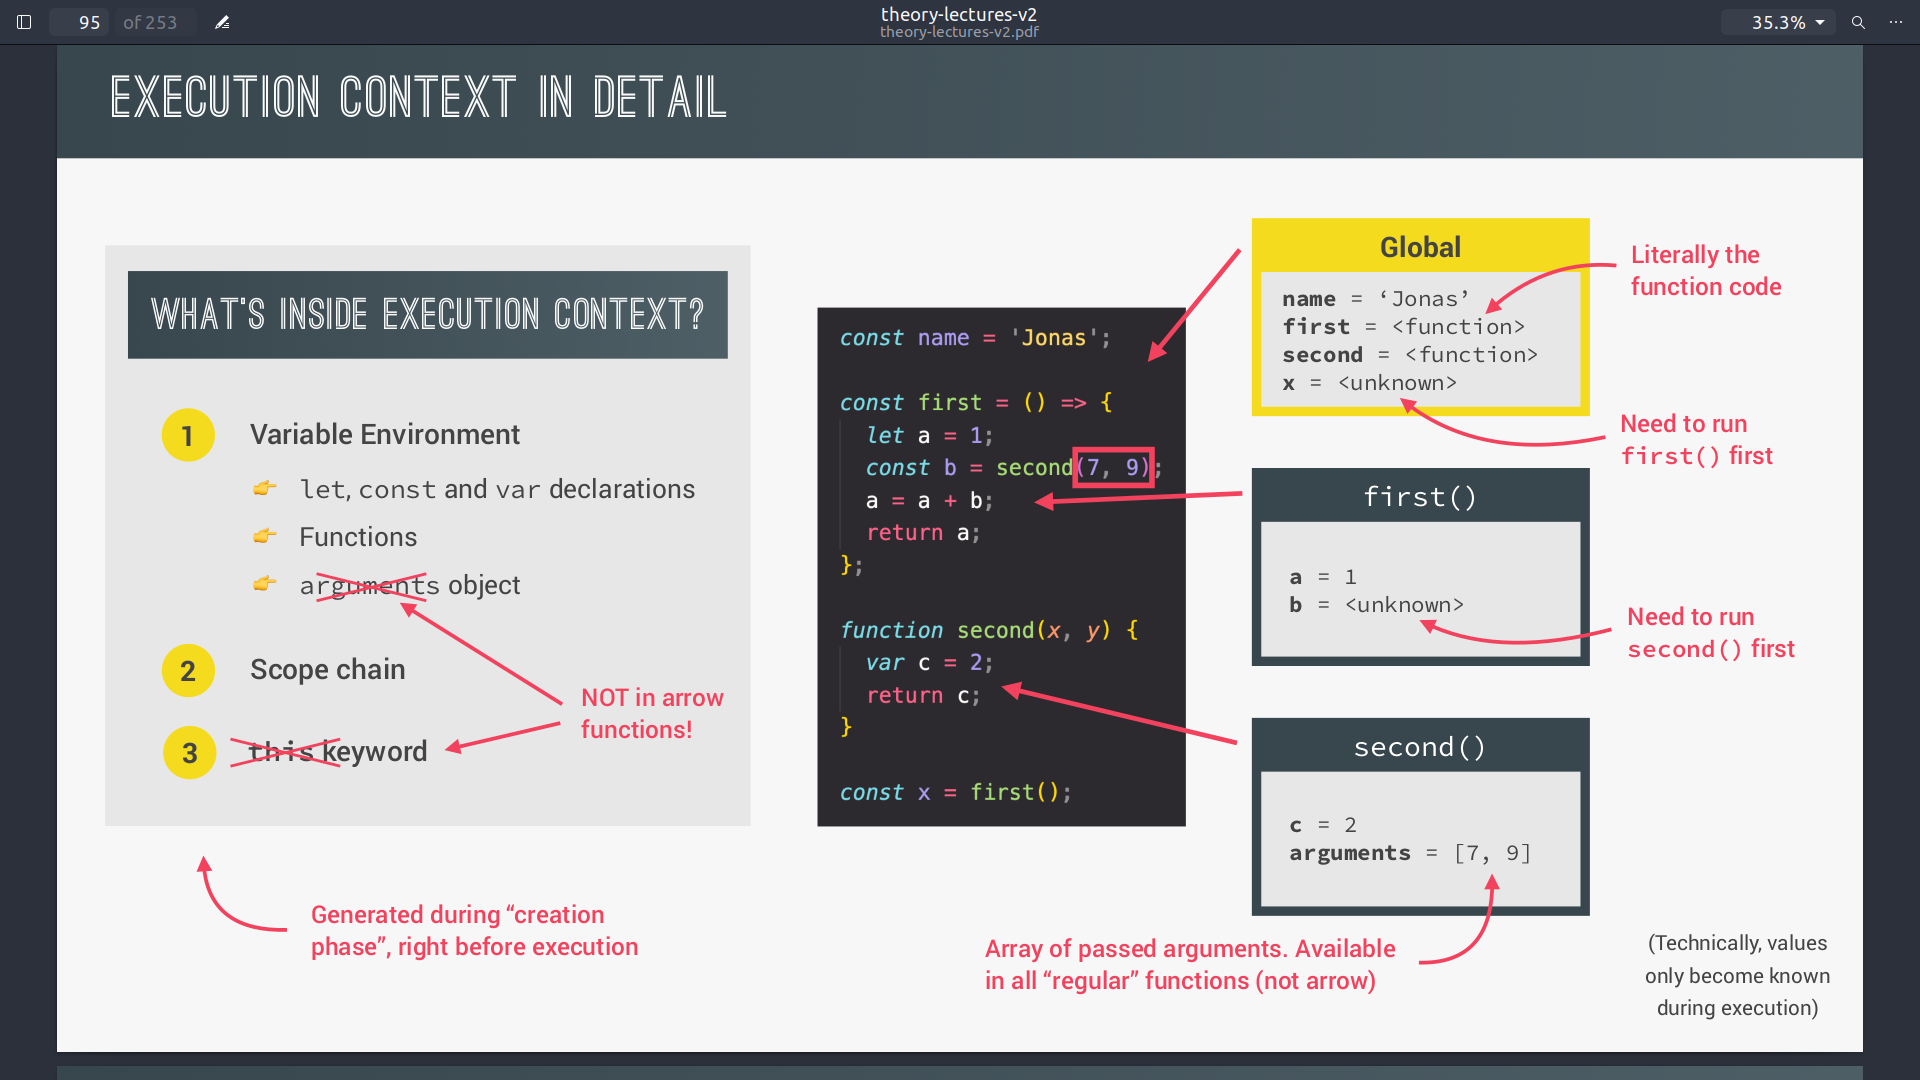 95 of 253
theory-lectures-v2
theory-lectures-v2.pdf
35.3%
EXECUTION CONTEXT IN DETAIL
WHAT'S INSIDE EXECUTION CONTEXT?
1 Variable Environment
👉 let, const and var declarations
👉 Functions
👉 arguments object
2 Scope chain
3 this keyword
NOT in arrow
functions!
Generated during “creation
phase”, right before execution
const name = 'Jonas';
const first = () => {
let a = 1;
const b = second(7, 9);
a = a + b;
return a;
};
function second(x, y) {
var c = 2;
return c;
}
const x = first();
Global
name = ‘Jonas’
first = <function>
second = <function>
x = <unknown>
Literally the
function code
Need to run
first() first
first()
a = 1
b = <unknown>
Need to run
second() first
second()
c = 2
arguments = [7, 9]
Array of passed arguments. Available
in all “regular” functions (not arrow)
(Technically, values
only become known
during execution)